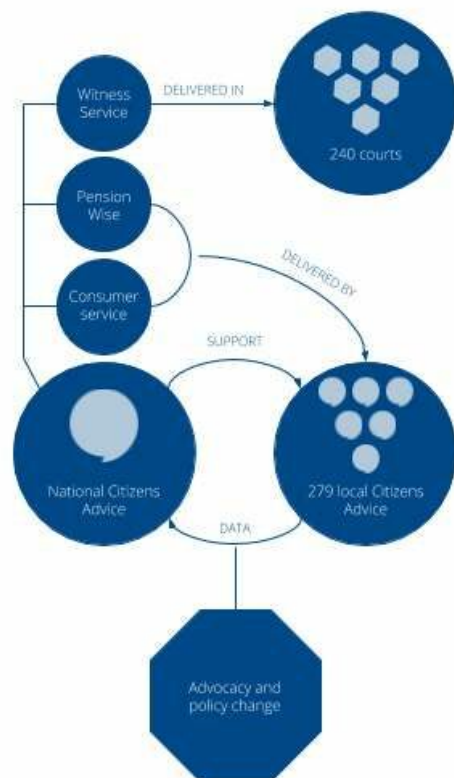 Witness
Service
DELIVERED IN
240 courts
Pension
Wise
Consumer
service
DELIVERED BY
SUPPORT
National Citizens
Advice
279 local Citizens
Advice
DATA
Advocacy and
policy change